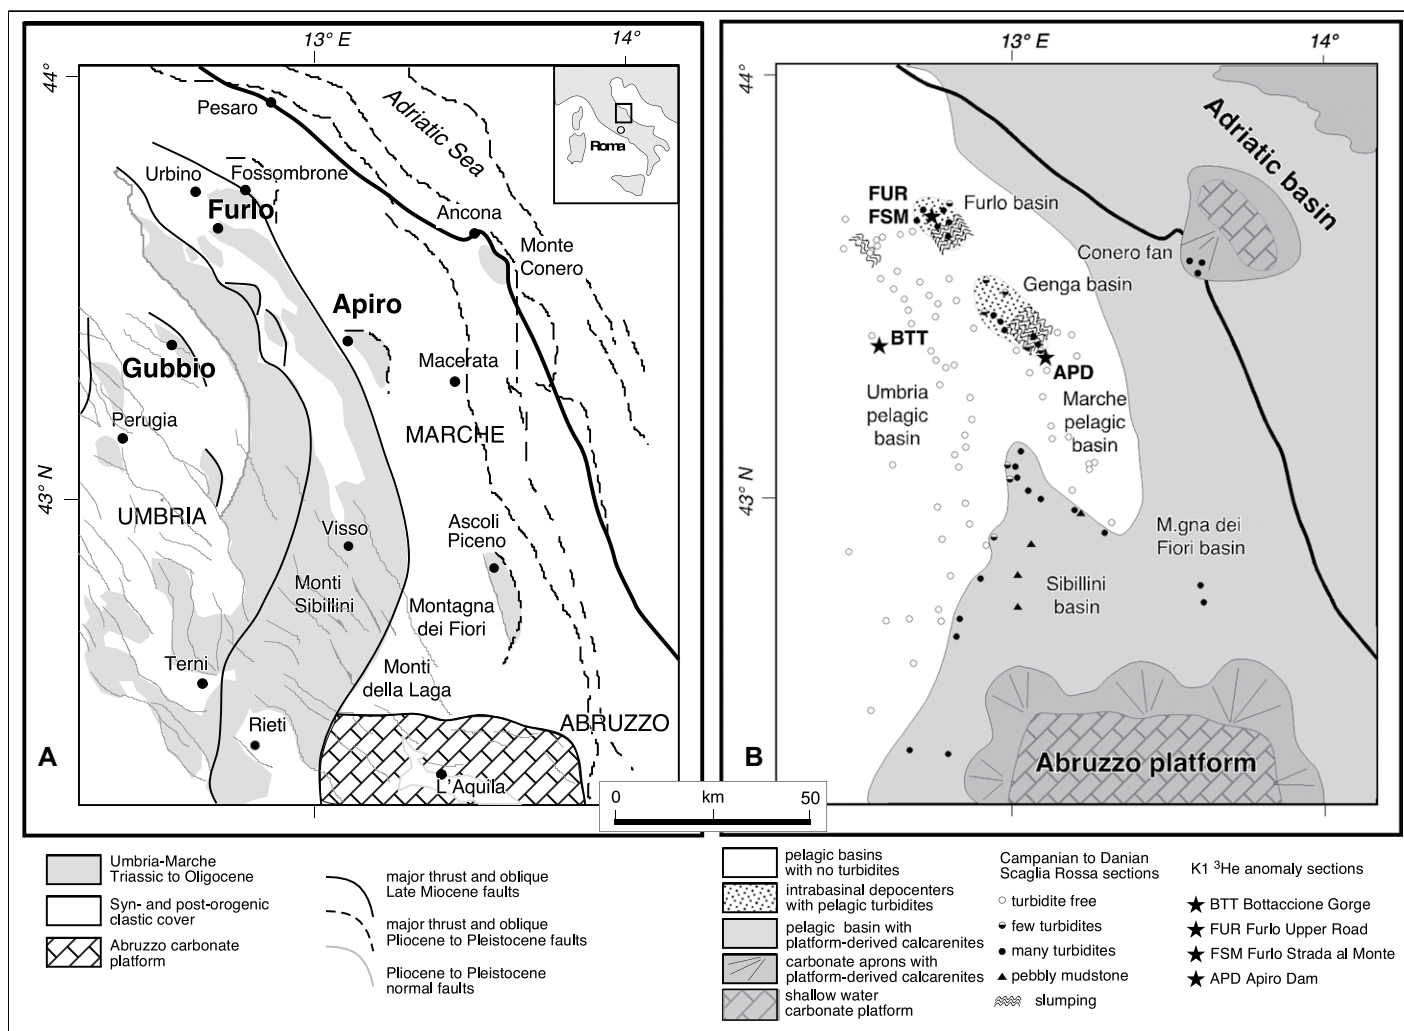 13° E
14°
44°
43° N
Pesaro
Adriatic Sea
Roma
Urbino
Fossombrone
Furlo
Ancona
Monte
Conero
Apiro
Gubbio
Macerata
Perugia
MARCHE
UMBRIA
Visso
Ascoli
Piceno
Monti
Sibillini
Montagna
dei Fiori
Terni
Monti
della Laga
Rieti
ABRUZZO
L'Aquila
A
0 km 50
13° E
14°
44°
43° N
Adriatic basin
FUR
FSM
Furlo basin
Conero fan
Genga basin
BTT
APD
Umbria
pelagic
basin
Marche
pelagic
basin
M.gna dei
Fiori basin
Sibillini
basin
Abruzzo platform
B
Umbria-Marche
Triassic to Oligocene
Syn- and post-orogenic
clastic cover
Abruzzo carbonate
platform
major thrust and oblique
Late Miocene faults
major thrust and oblique
Pliocene to Pleistocene faults
Pliocene to Pleistocene
normal faults
pelagic basins
with no turbidites
intrabasinal depocenters
with pelagic turbidites
pelagic basin with
platform-derived calcarenites
carbonate aprons with
platform-derived calcarenites
shallow water
carbonate platform
Campanian to Danian
Scaglia Rossa sections
turbidite free
few turbidites
many turbidites
pebbly mudstone
slumping
K1 ³He anomaly sections
BTT Bottaccione Gorge
FUR Furlo Upper Road
FSM Furlo Strada al Monte
APD Apiro Dam